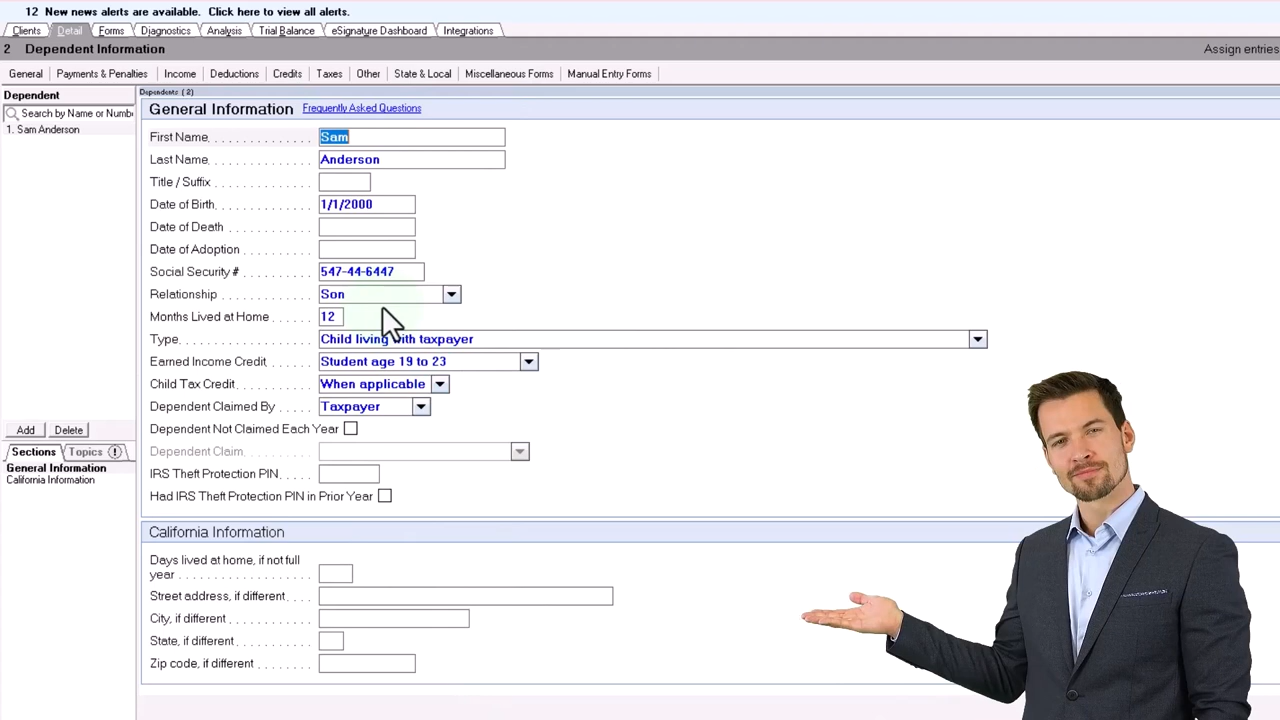 12 New news alerts are available. Click here to view all alerts.
Clients Detail Forms Diagnostics Analysis Trial Balance eSignature Dashboard Integrations
2 Dependent Information Assign entries
General Payments & Penalties Income Deductions Credits Taxes Other State & Local Miscellaneous Forms Manual Entry Forms
Dependent
Search by Name or Numb
1. Sam Anderson
Add Delete
Sections Topics
General Information
California Information
Dependents (2)
General Information Frequently Asked Questions
First Name Sam
Last Name Anderson
Title / Suffix
Date of Birth 1/1/2000
Date of Death
Date of Adoption
Social Security # 547-44-6447
Relationship Son
Months Lived at Home 12
Type Child living with taxpayer
Earned Income Credit Student age 19 to 23
Child Tax Credit When applicable
Dependent Claimed By Taxpayer
Dependent Not Claimed Each Year
Dependent Claim
IRS Theft Protection PIN
Had IRS Theft Protection PIN in Prior Year
California Information
Days lived at home, if not full
year
Street address, if different
City, if different
State, if different
Zip code, if different